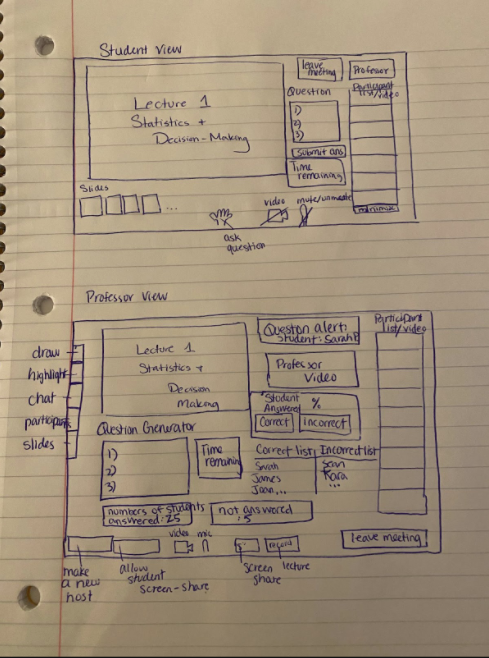 Student View
leave meeting
Professor
Question
Participant list/video
Lecture 1
Statistics +
Decision-Making
1)
2)
3)
submit ans
Time remaining
Slides
...
video
mute/unmute
minimize
ask question
Professor View
Question alert:
Student: Sarah
Participant list/video
draw
highlight
chat
participants
slides
Lecture 1
Statistics +
Decision
Making
Professor Video
Student Answered %
Correct
Incorrect
Question Generator
1)
2)
3)
Time remaining
Correct list
Incorrect list
Sarah
Sean
James
Kara
...
numbers of students answered: 25
not answered: 5
video
mic
record
leave meeting
make a new host
allow student screen-share
screen share
lecture